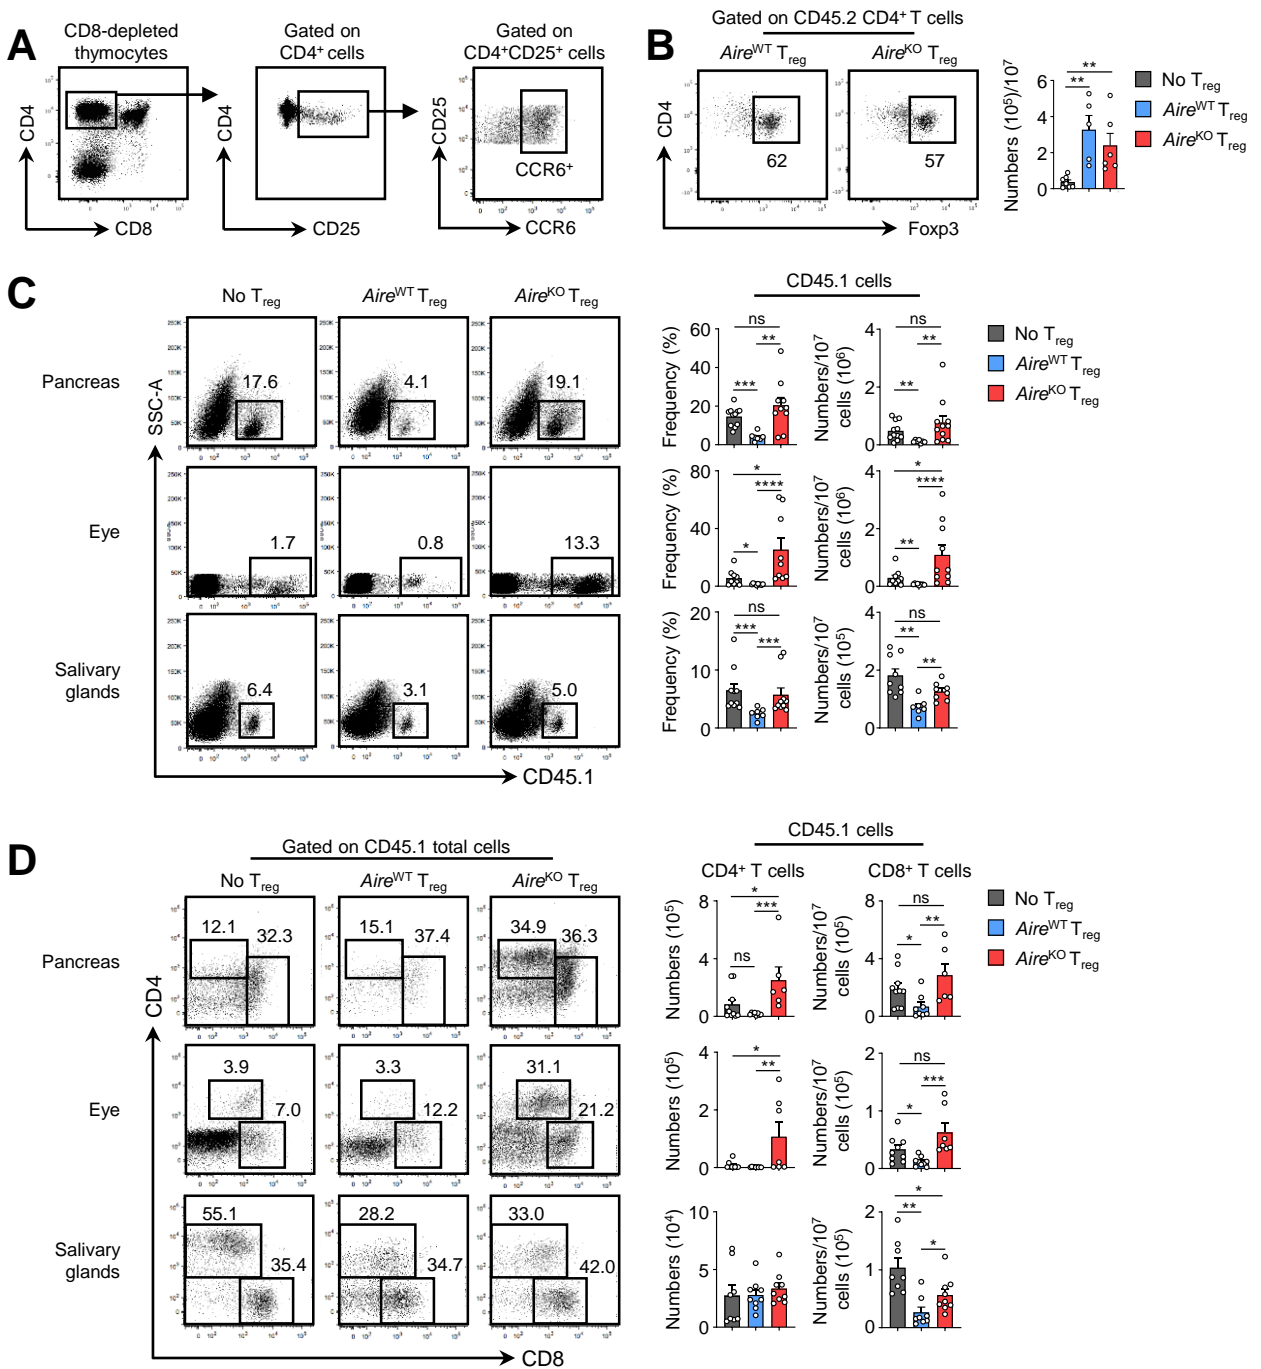 A
CD8-depleted
thymocytes
Gated on
CD4⁺ cells
Gated on
CD4⁺CD25⁺ cells
CD4
CD8
CD4
CD25
CD25
CCR6⁺
CCR6
B
Gated on CD45.2 CD4⁺ T cells
AireWT Treg
AireKO Treg
CD4
62
57
Foxp3
Numbers (10⁵)/10⁷
6
4
2
0
**
**
No Treg
AireWT Treg
AireKO Treg
C
No Treg
AireWT Treg
AireKO Treg
CD45.1 cells
Pancreas
SSC-A
17.6
4.1
19.1
Frequency (%)
60
40
20
0
ns
**
***
Numbers/10⁷
cells (10⁶)
4
2
0
ns
**
**
No Treg
AireWT Treg
AireKO Treg
Eye
1.7
0.8
13.3
Frequency (%)
80
40
0
*
****
*
Numbers/10⁷
cells (10⁶)
4
2
0
*
****
**
Salivary
glands
6.4
3.1
5.0
Frequency (%)
20
10
0
ns
***
***
Numbers/10⁷
cells (10⁵)
4
2
0
ns
**
**
CD45.1
D
Gated on CD45.1 total cells
No Treg
AireWT Treg
AireKO Treg
CD45.1 cells
CD4⁺ T cells
CD8⁺ T cells
Pancreas
CD4
12.1
32.3
15.1
37.4
34.9
36.3
Numbers (10⁵)
8
4
0
*
***
ns
Numbers/10⁷
cells (10⁵)
8
4
0
ns
**
*
No Treg
AireWT Treg
AireKO Treg
Eye
3.9
7.0
3.3
12.2
31.1
21.2
Numbers (10⁵)
4
2
0
*
**
Numbers/10⁷
cells (10⁵)
2
1
0
ns
***
*
Salivary
glands
55.1
35.4
28.2
34.7
33.0
42.0
Numbers (10⁴)
10
5
0
Numbers/10⁷
cells (10⁵)
2
1
0
*
**
*
CD8